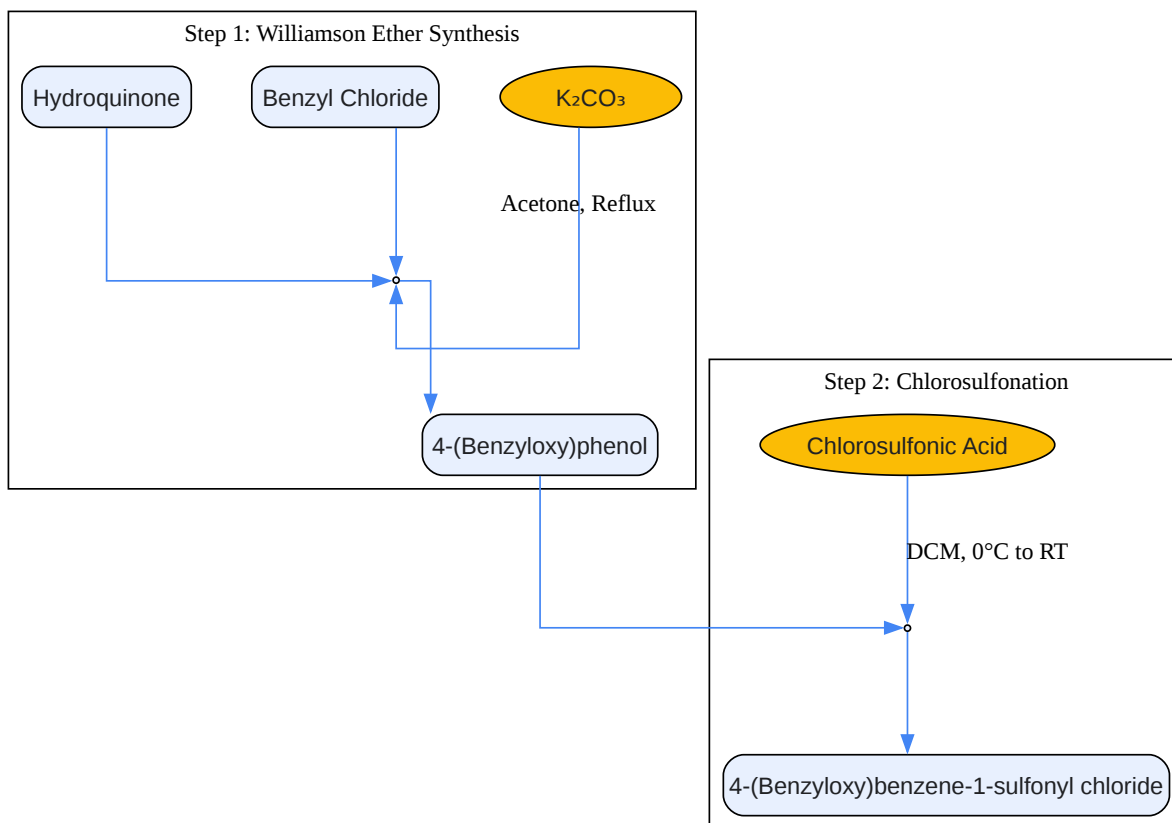 Step 1: Williamson Ether Synthesis
Hydroquinone
Benzyl Chloride
K₂CO₃
Acetone, Reflux
4-(Benzyloxy)phenol
Step 2: Chlorosulfonation
Chlorosulfonic Acid
DCM, 0°C to RT
4-(Benzyloxy)benzene-1-sulfonyl chloride